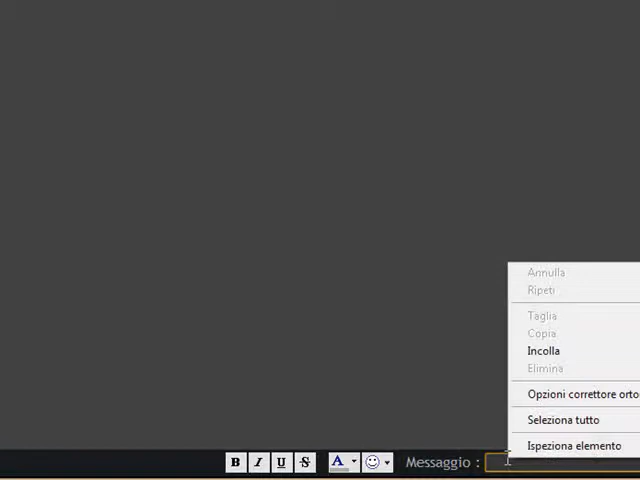 Annulla
Ripeti
Taglia
Copia
Incolla
Elimina
Opzioni correttore orto
Seleziona tutto
Ispeziona elemento
B I U S A Messaggio :